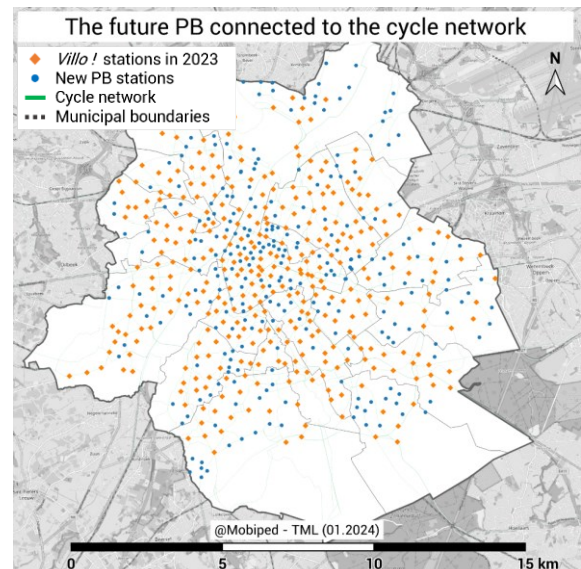 The future PB connected to the cycle network
Villo ! stations in 2023
New PB stations
Cycle network
Municipal boundaries
N
@Mobiped - TML (01.2024)
0 5 10 15 km